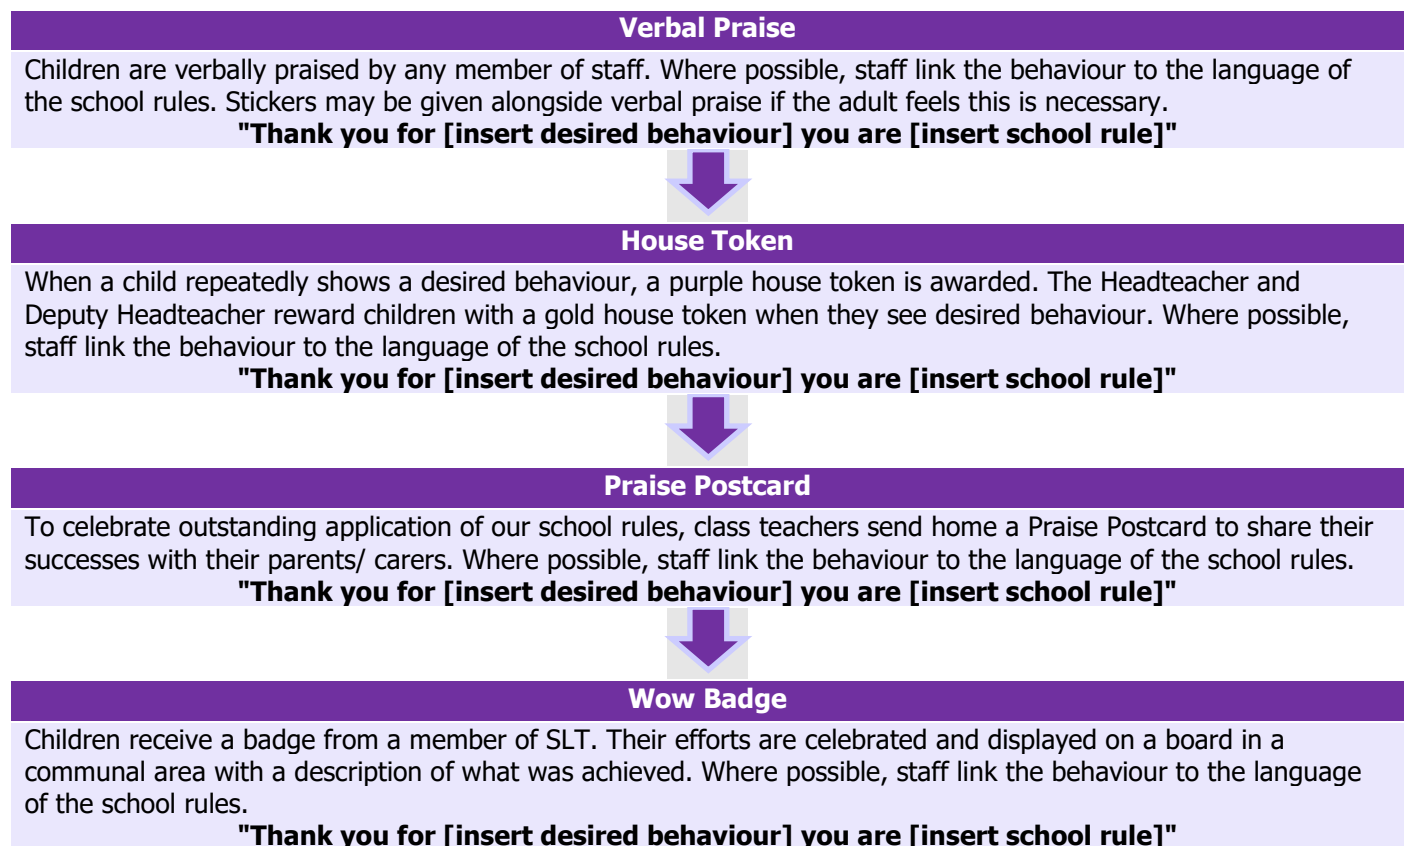 Verbal Praise
Children are verbally praised by any member of staff. Where possible, staff link the behaviour to the language of
the school rules. Stickers may be given alongside verbal praise if the adult feels this is necessary.
"Thank you for [insert desired behaviour] you are [insert school rule]"
House Token
When a child repeatedly shows a desired behaviour, a purple house token is awarded. The Headteacher and
Deputy Headteacher reward children with a gold house token when they see desired behaviour. Where possible,
staff link the behaviour to the language of the school rules.
"Thank you for [insert desired behaviour] you are [insert school rule]"
Praise Postcard
To celebrate outstanding application of our school rules, class teachers send home a Praise Postcard to share their
successes with their parents/ carers. Where possible, staff link the behaviour to the language of the school rules.
"Thank you for [insert desired behaviour] you are [insert school rule]"
Wow Badge
Children receive a badge from a member of SLT. Their efforts are celebrated and displayed on a board in a
communal area with a description of what was achieved. Where possible, staff link the behaviour to the language
of the school rules.
"Thank you for [insert desired behaviour] you are [insert school rule]"